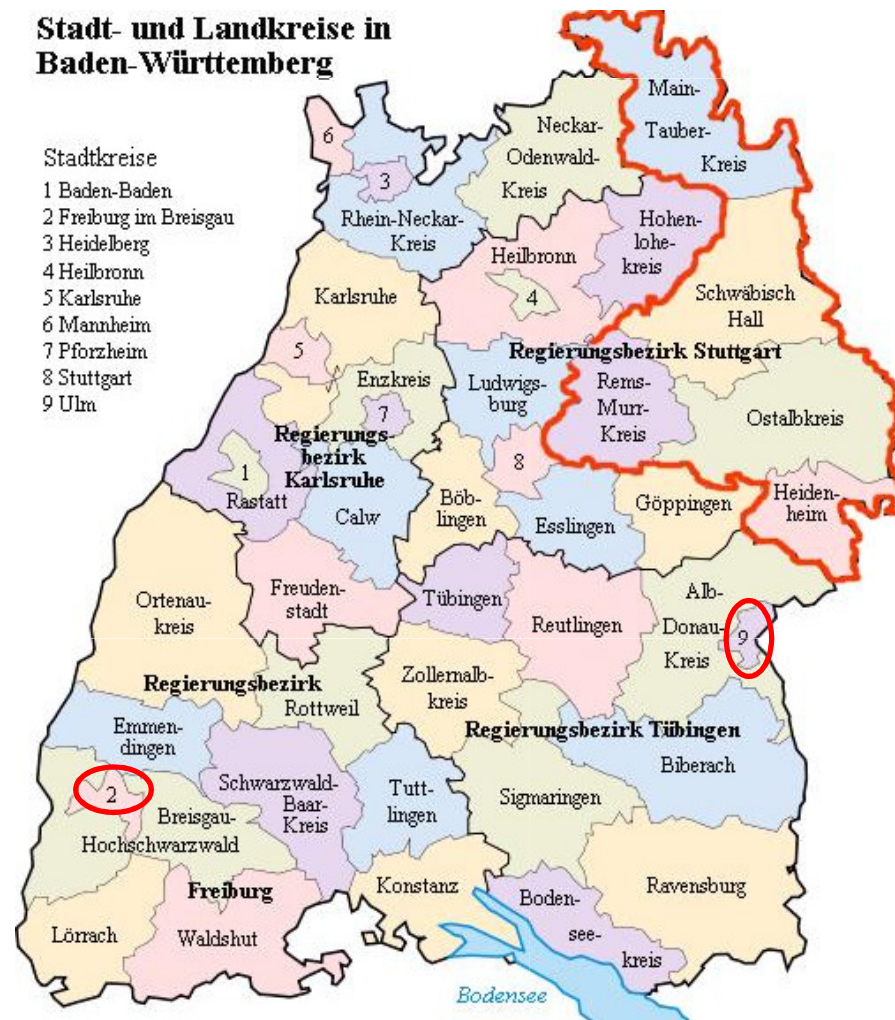 Stadt- und Landkreise in
Baden-Württemberg
Stadtkreise
1 Baden-Baden
2 Freiburg im Breisgau
3 Heidelberg
4 Heilbronn
5 Karlsruhe
6 Mannheim
7 Pforzheim
8 Stuttgart
9 Ulm
Main-
Tauber-
Kreis
Neckar-
Odenwald-
Kreis
6
3
Rhein-Neckar-
Kreis
Hohen-
lohe-
kreis
Heilbronn
4
Karlsruhe
Schwäbisch
Hall
5
Regierungsbezirk Stuttgart
Enzkreis
Ludwigs-
burg
Rems-
Murr-
Kreis
7
Ostalbkreis
Regierungs-
bezirk
Karlsruhe
8
1
Rastatt
Calw
Böb-
lingen
Esslingen
Göppingen
Heiden-
heim
Ortenau-
kreis
Freuden-
stadt
Tübingen
Reutlingen
Alb-
Donau-
Kreis
9
Regierungsbezirk
Rottweil
Zollernalb-
kreis
Emmen-
dingen
Regierungsbezirk Tübingen
Biberach
Schwarzwald-
Baar-
Kreis
Tutt-
lingen
Sigmaringen
2
Breisgau-
Hochschwarzwald
Freiburg
Konstanz
Ravensburg
Lörrach
Waldshut
Boden-
see-
kreis
Bodensee